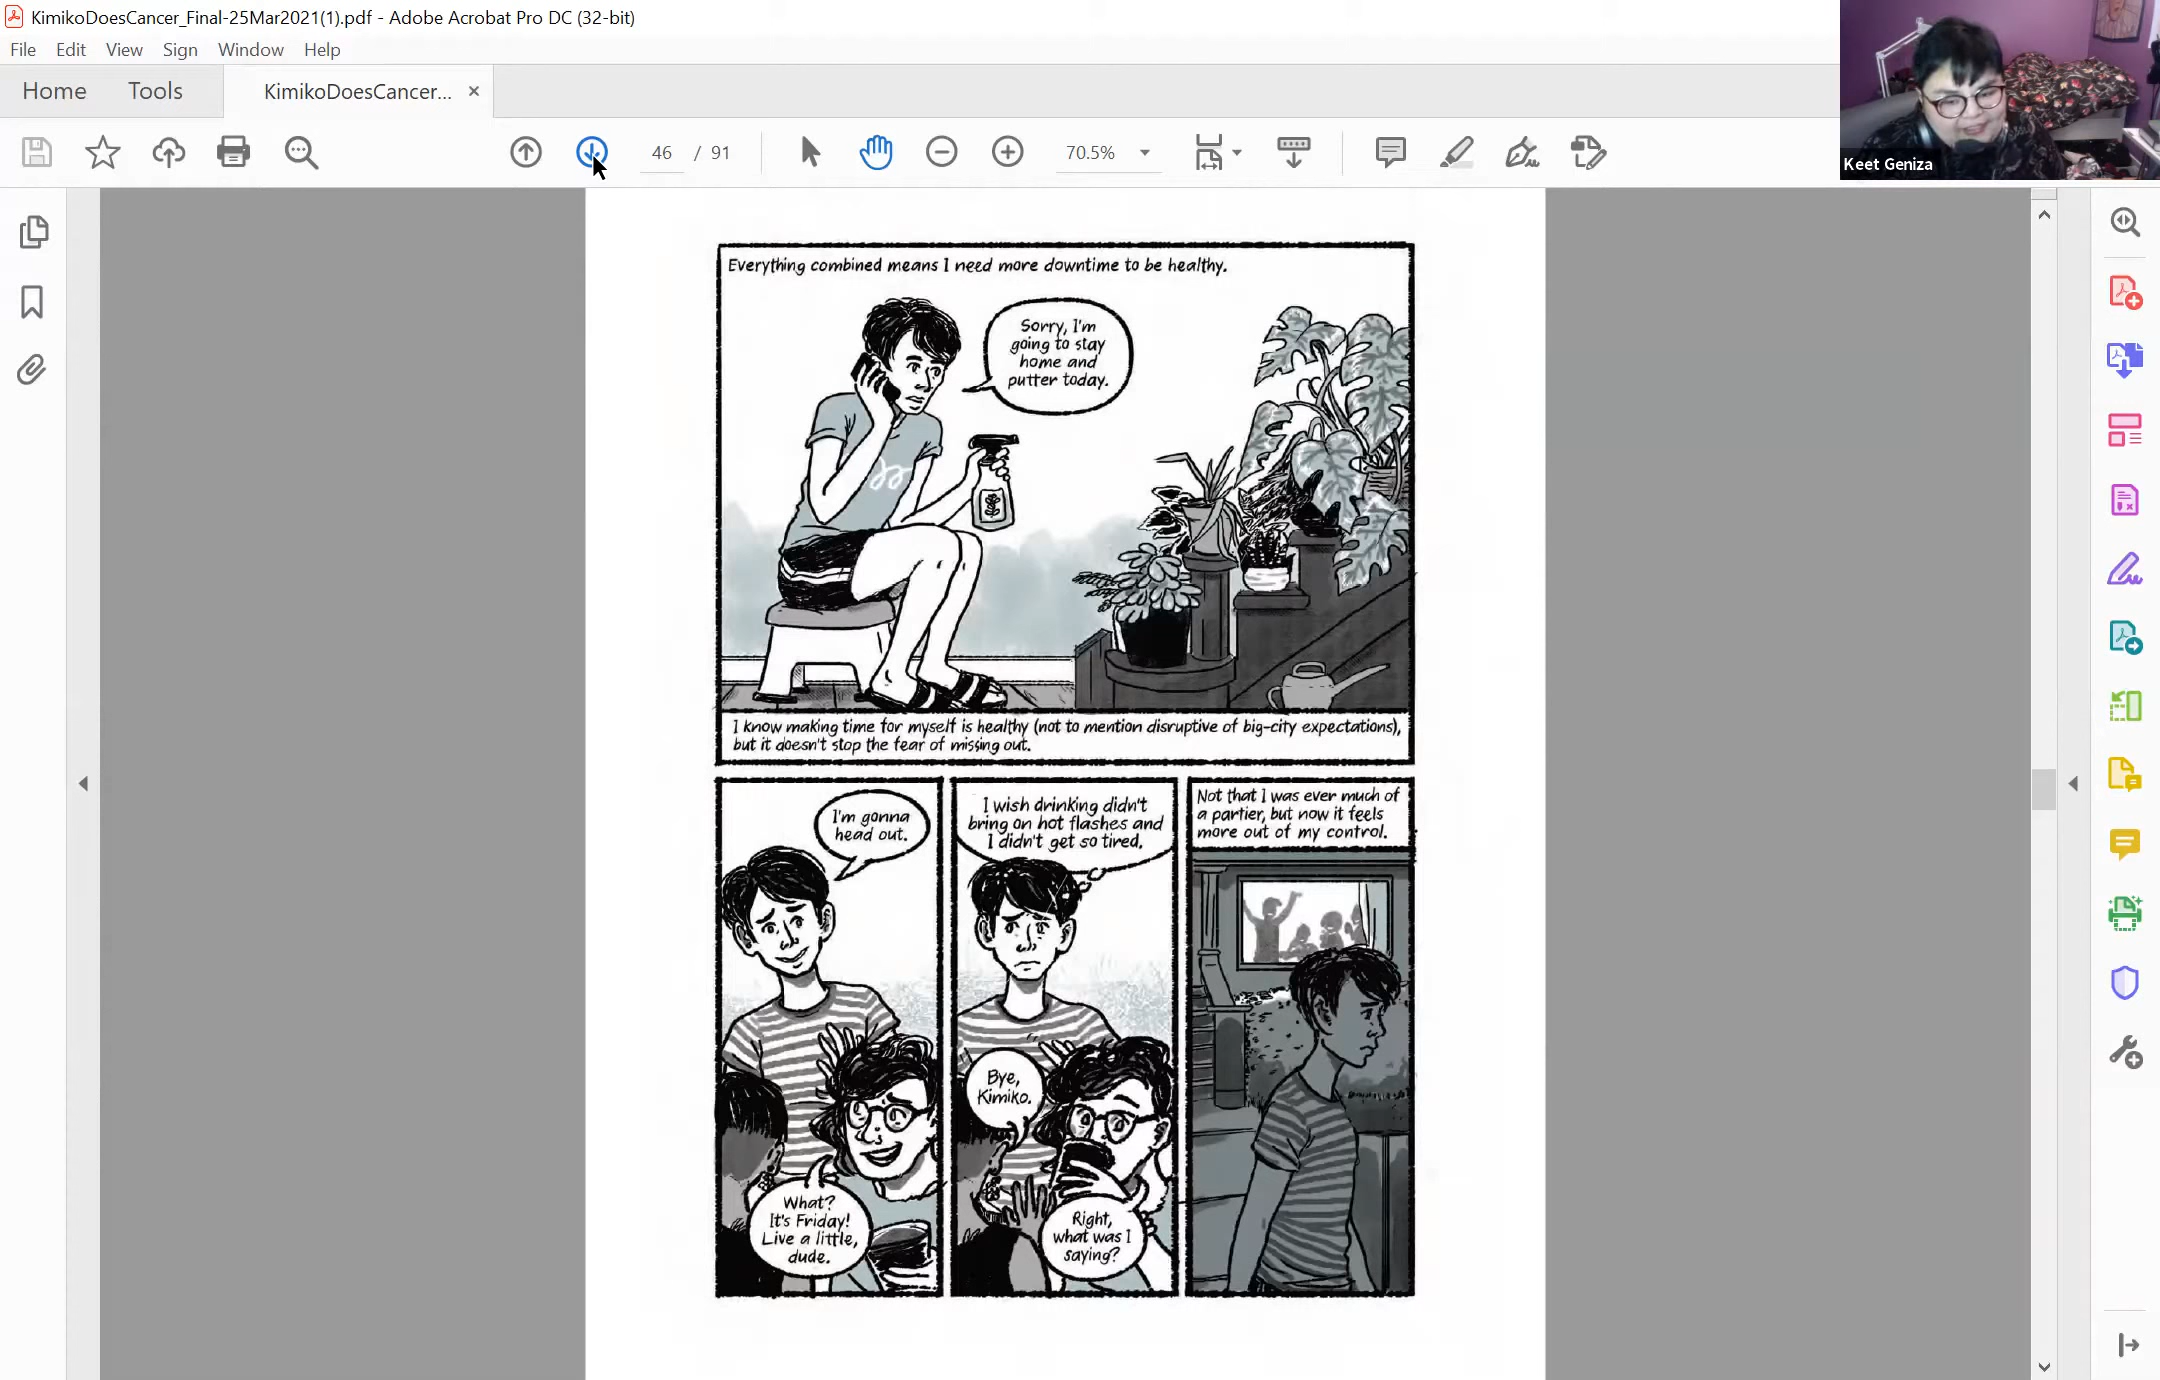 KimikoDoesCancer_Final-25Mar2021(1).pdf - Adobe Acrobat Pro DC (32-bit)
File Edit View Sign Window Help
Home Tools KimikoDoesCancer... ×
46 / 91 70.5%
Keet Geniza
Everything combined means I need more downtime to be healthy.
Sorry, I'm
going to stay
home and
putter today.
I know making time for myself is healthy (not to mention disruptive of big-city expectations),
but it doesn't stop the fear of missing out.
I'm gonna
head out.
What?
It's Friday!
Live a little,
dude.
I wish drinking didn't
bring on hot flashes and
I didn't get so tired.
Bye,
Kimiko.
Right,
what was I
saying?
Not that I was ever much of
a partier, but now it feels
more out of my control.